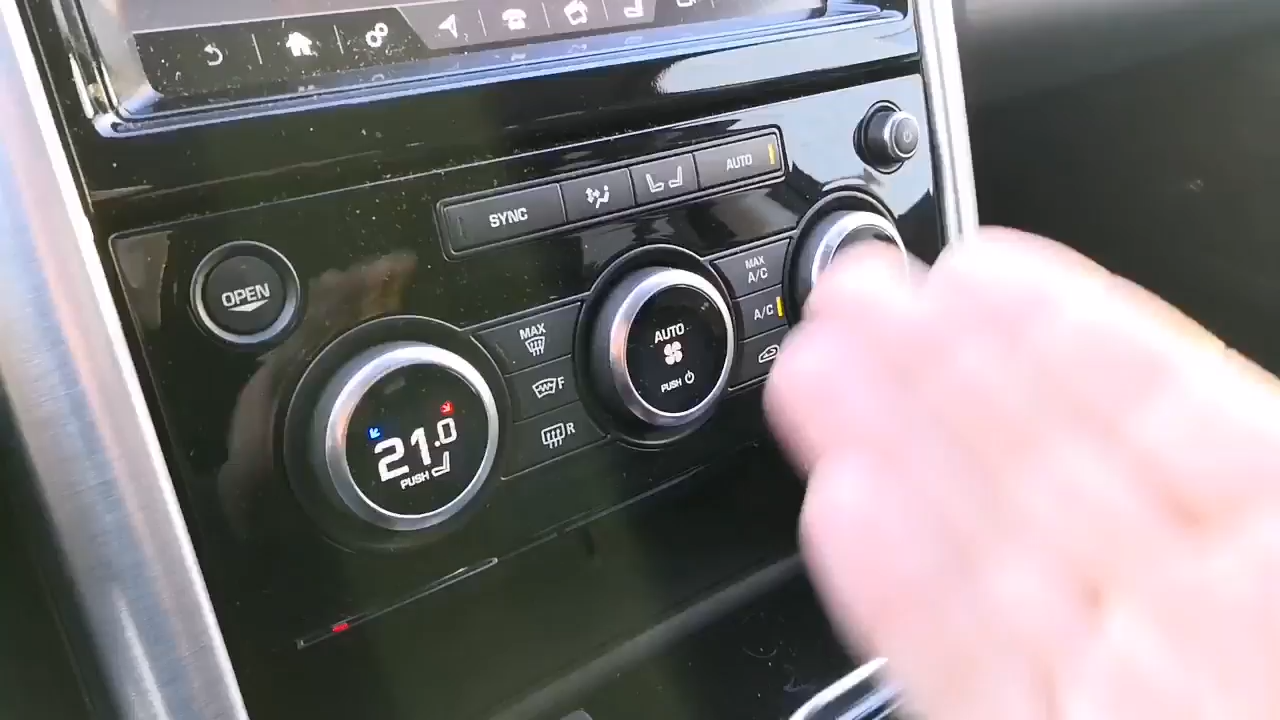 AUTO
SYNC
MAX
A/C
OPEN
A/C
MAX
AUTO
F
PUSH
R
21.0
PUSH